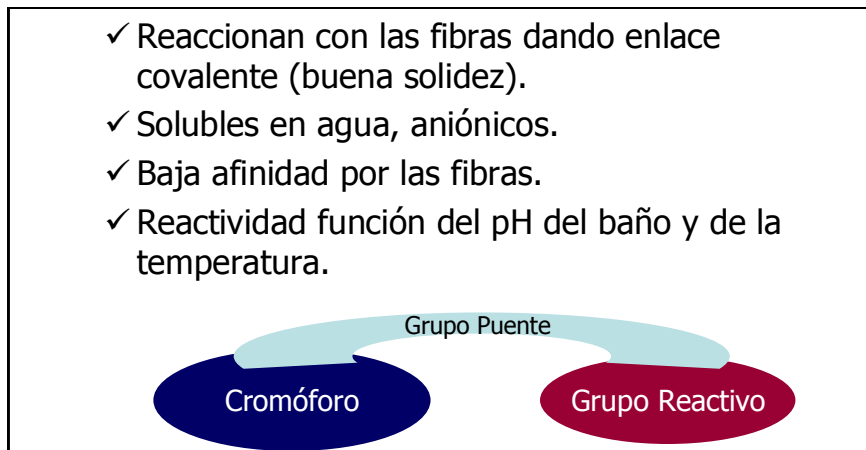 ✓ Reaccionan con las fibras dando enlace
covalente (buena solidez).
✓ Solubles en agua, aniónicos.
✓ Baja afinidad por las fibras.
✓ Reactividad función del pH del baño y de la
temperatura.
Grupo Puente
Cromóforo
Grupo Reactivo